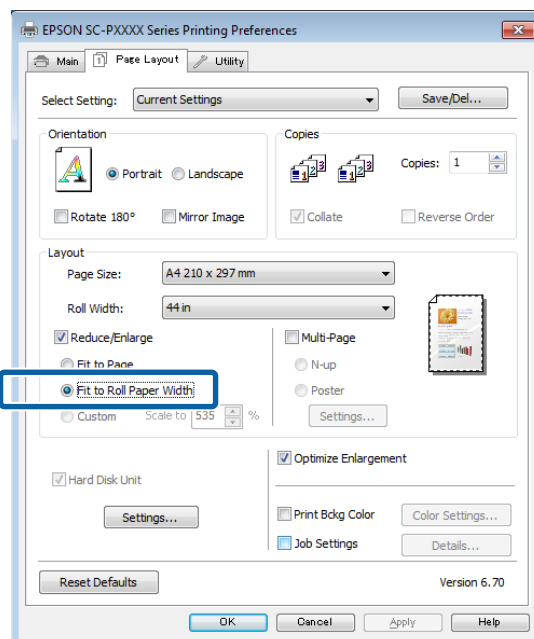 EPSON SC-PXXXX Series Printing Preferences
Main Page Layout Utility
Select Setting: Current Settings Save/Del...
Orientation Copies
Portrait Landscape Copies: 1
Rotate 180° Mirror Image Collate Reverse Order
Layout
Page Size: A4 210 x 297 mm
Roll Width: 44 in
Reduce/Enlarge Multi-Page
Fit to Page N-up
Fit to Roll Paper Width Poster
Custom Scale to 535 % Settings...
Optimize Enlargement
Hard Disk Unit
Settings... Print Bckg Color Color Settings...
Job Settings Details...
Reset Defaults Version 6.70
OK Cancel Apply Help